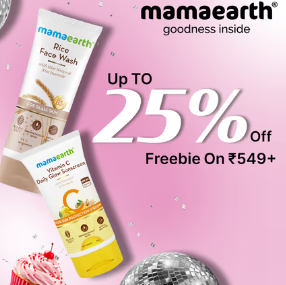 mamaearth®
goodness inside
mamaearth
Rice
Face Wash
Up TO
25% Off
Freebie On ₹549+
mamaearth
Vitamin C
Daily Glow Sunscreen
C